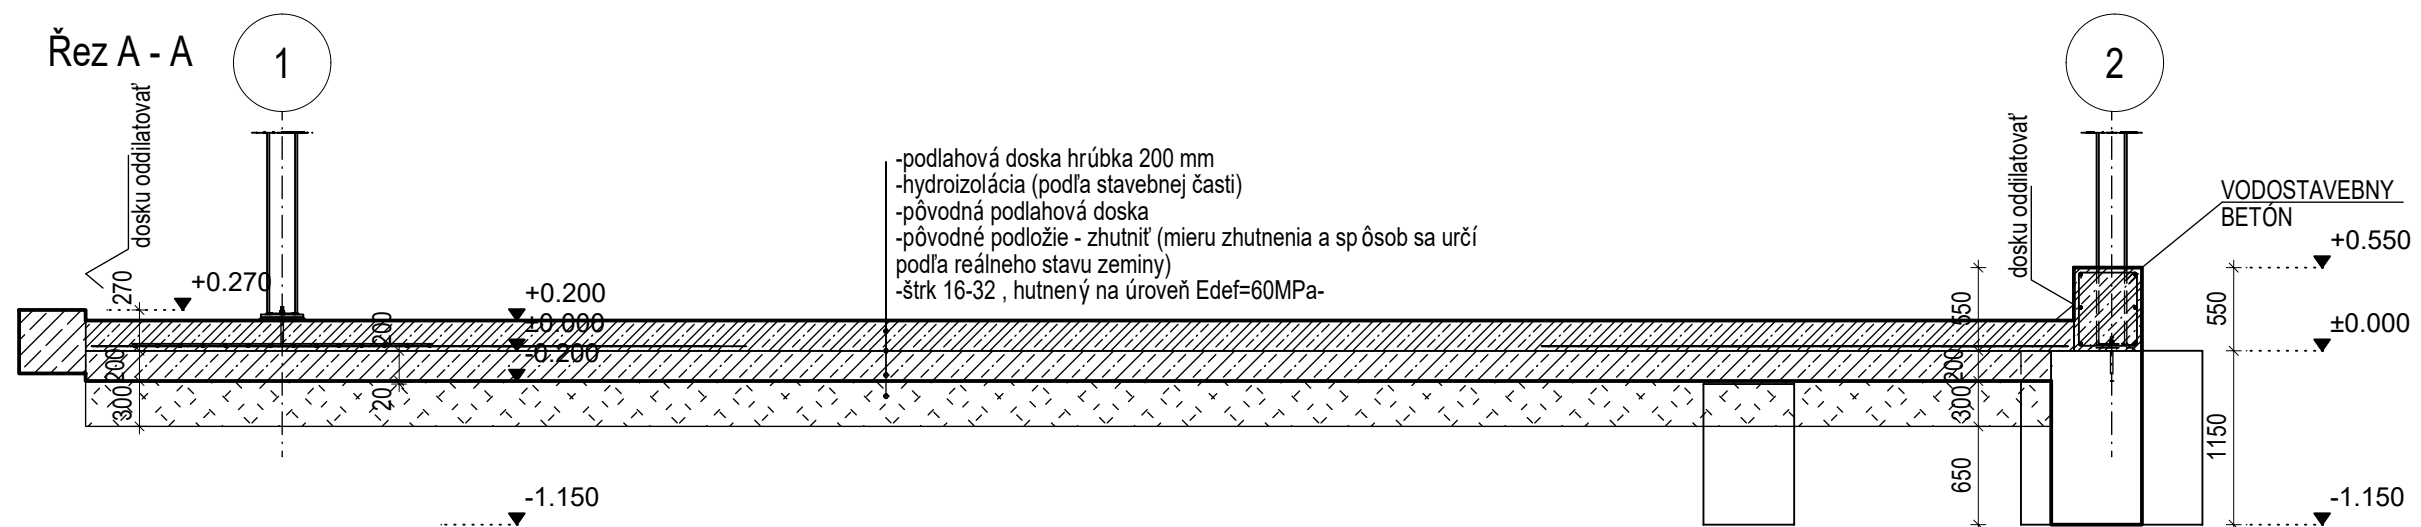 Řez A - A
1
2
dosku oddilatovať
dosku oddilatovať
-podlahová doska hrúbka 200 mm
-hydroizolácia (podľa stavebnej časti)
-pôvodná podlahová doska
-pôvodné podložie - zhutniť (mieru zhutnenia a spôsob sa určí
podľa reálneho stavu zeminy)
-štrk 16-32 , hutnený na úroveň Edef=60MPa-
VODOSTAVEBNY
BETÓN
+0.550
+0.270
270
+0.200
±0.000
-0.200
200
200
300
20
550
200
300
650
550
1150
±0.000
-1.150
-1.150